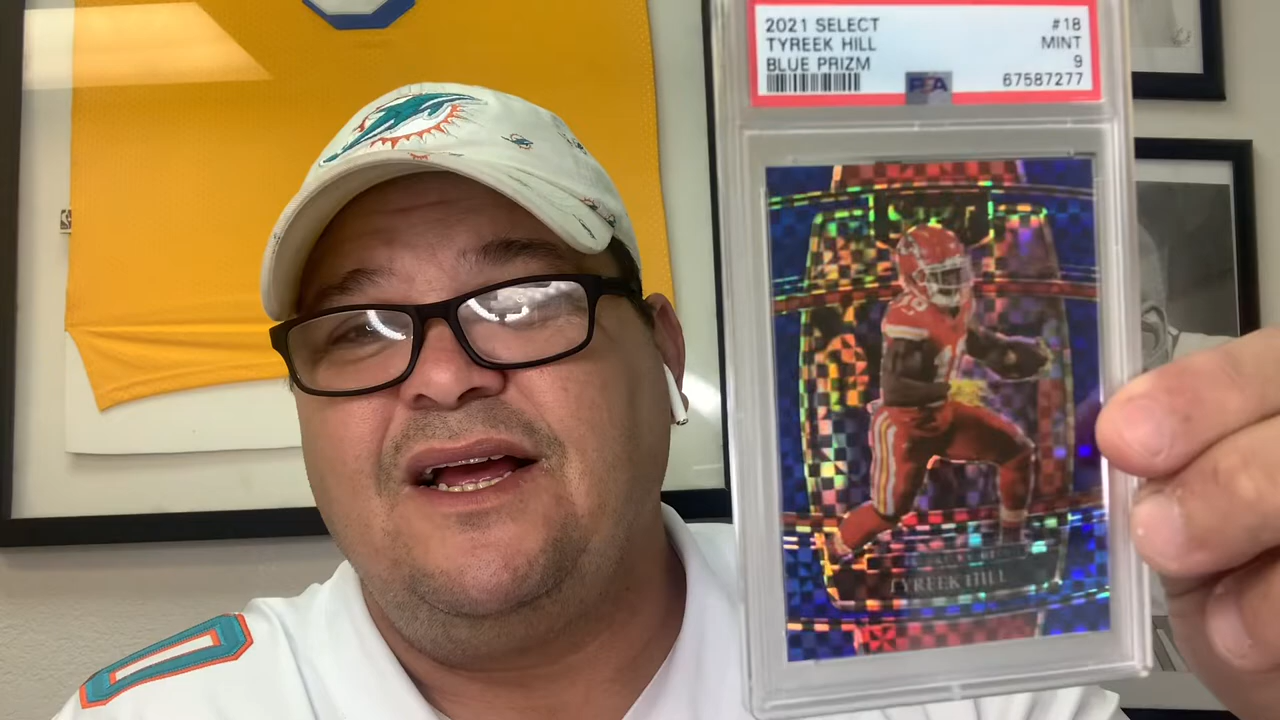 2021 SELECT #18
TYREEK HILL MINT
BLUE PRIZM 9
PSA 67587277
TYREEK HILL